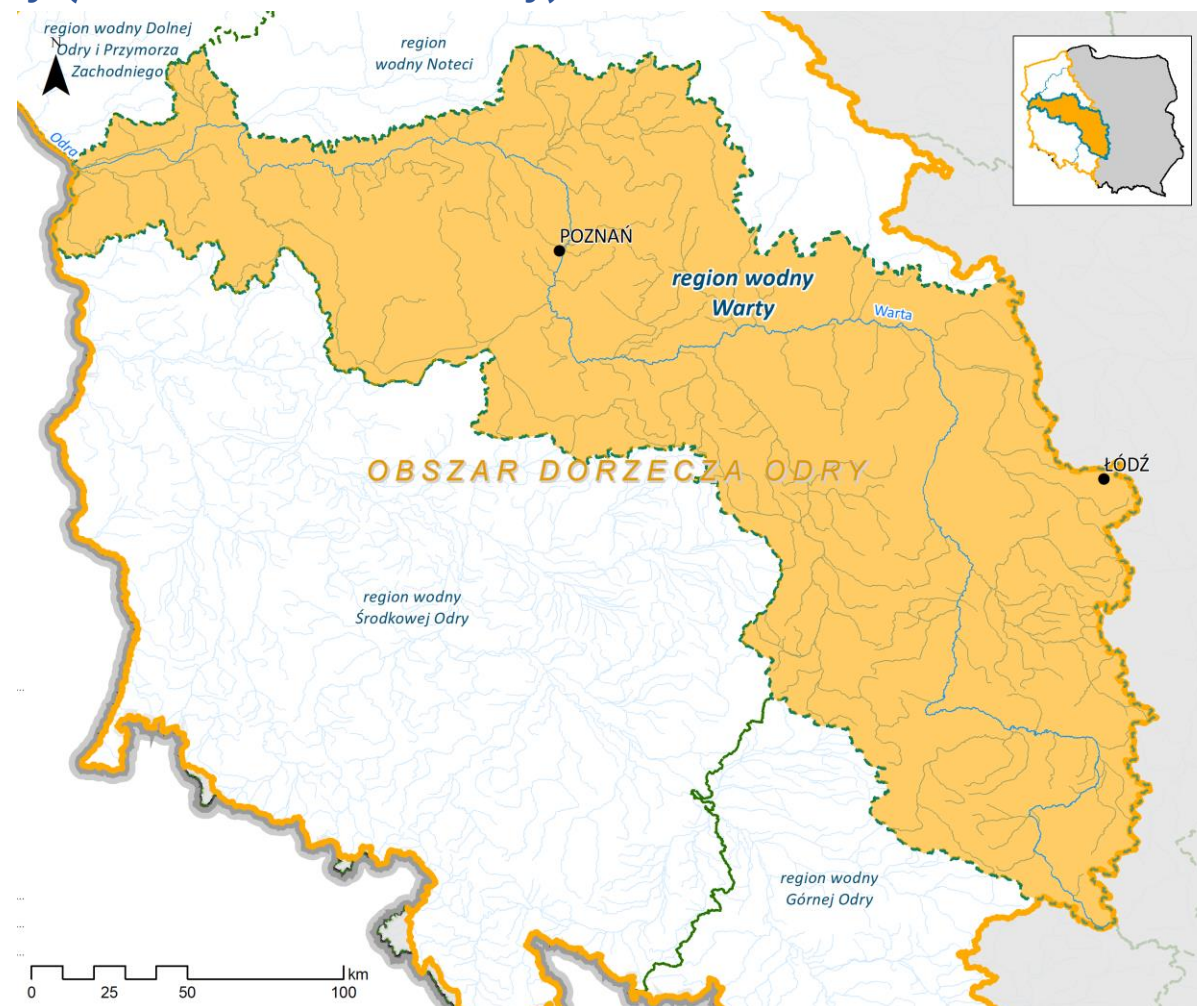 region wodny Dolnej
Odry i Przymorza
Zachodniego
N
region
wodny Noteci
Odra
POZNAŃ
region wodny
Warty
Warta
OBSZAR DORZECZA ODRY
ŁÓDŹ
region wodny
Środkowej Odry
region wodny
Górnej Odry
...
...
...
...
km
0 25 50 100